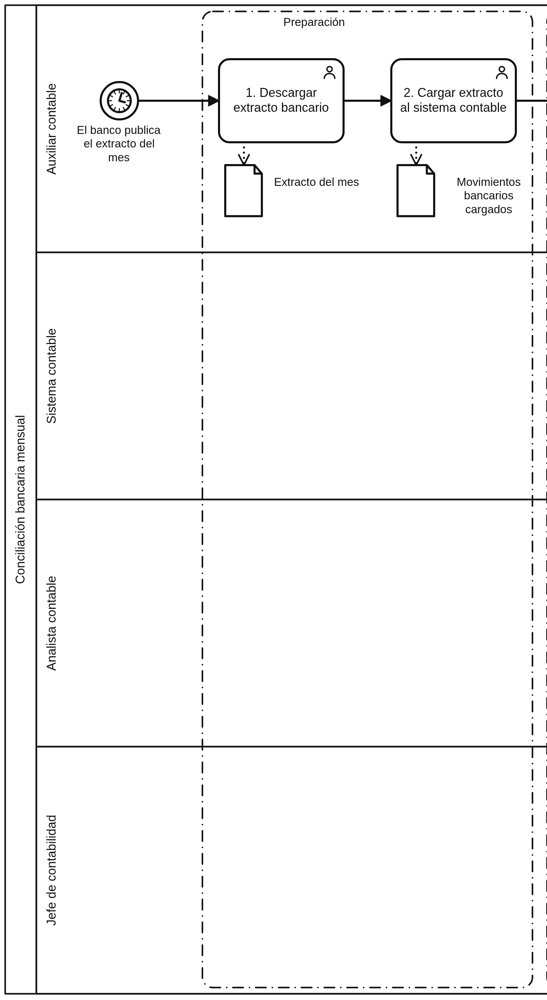 Conciliación bancaria mensual
Auxiliar contable
Preparación
El banco publica
el extracto del
mes
1. Descargar
extracto bancario
2. Cargar extracto
al sistema contable
Extracto del mes
Movimientos
bancarios
cargados
Sistema contable
Analista contable
Jefe de contabilidad